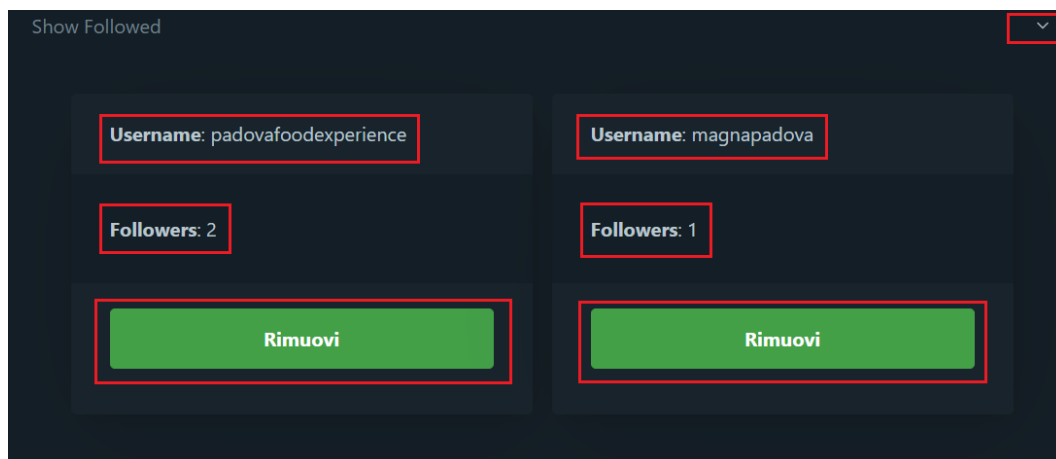 Show Followed
Username: padovafoodexperience
Followers: 2
Rimuovi
Username: magnapadova
Followers: 1
Rimuovi